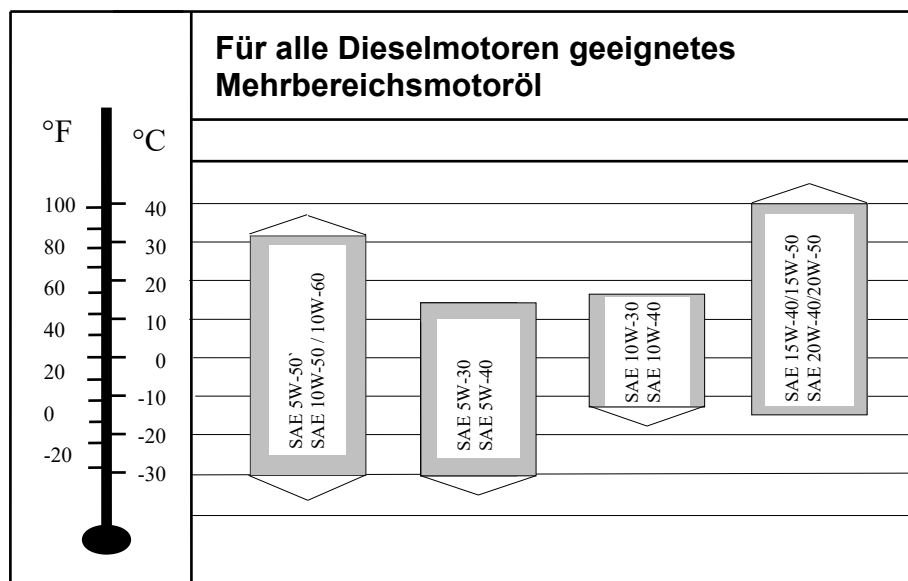 Für alle Dieselmotoren geeignetes
Mehrbereichsmotoröl
°F
°C
100
80
60
40
20
0
-20
40
30
20
10
0
-10
-20
-30
SAE 5W-50`
SAE 10W-50 / 10W-60
SAE 5W-30
SAE 5W-40
SAE 10W-30
SAE 10W-40
SAE 15W-40/15W-50
SAE 20W-40/20W-50